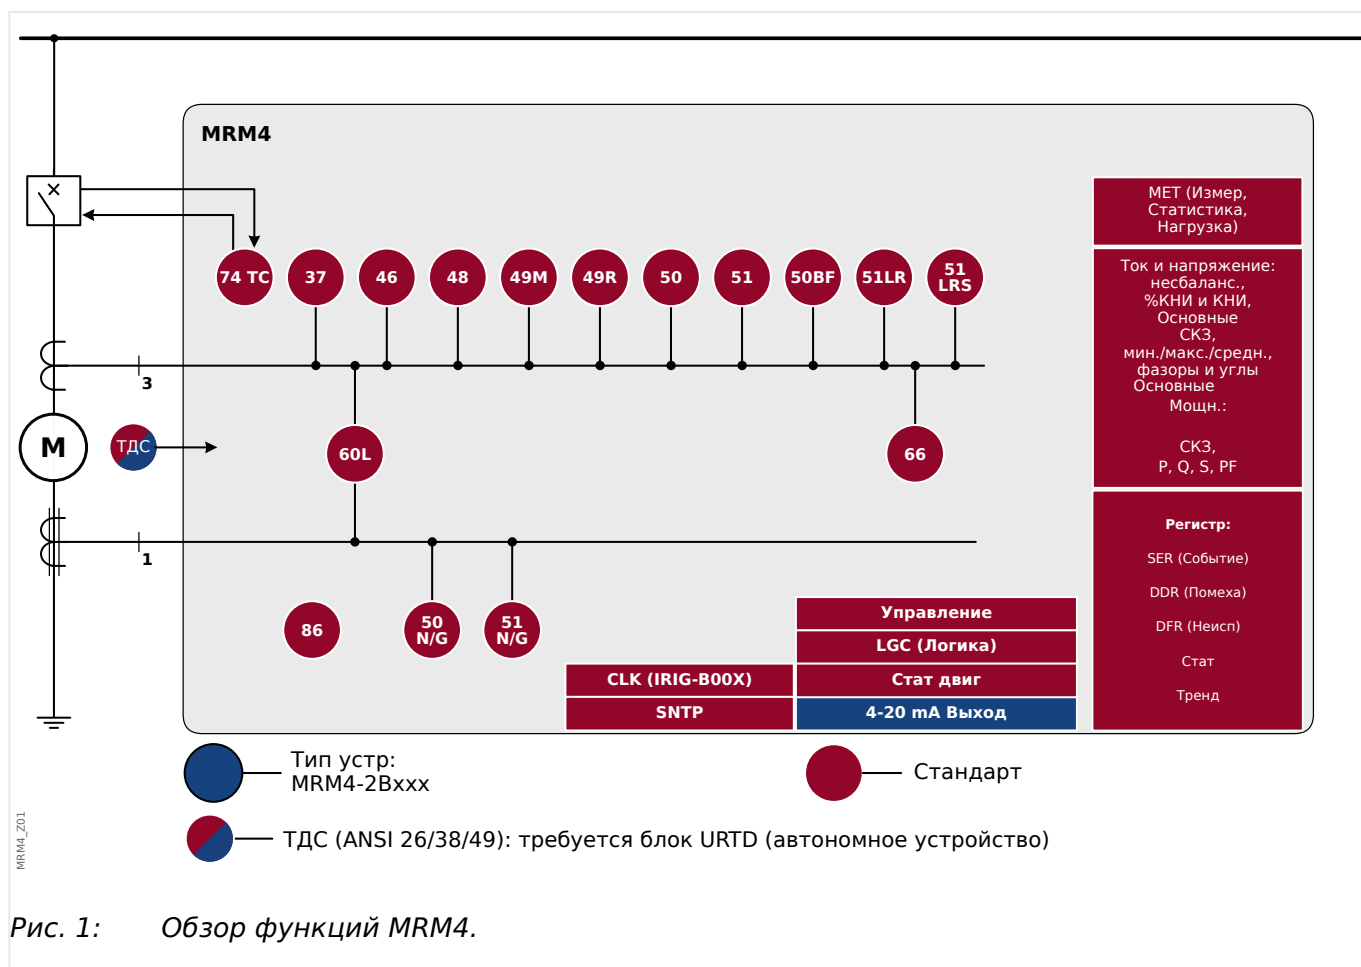 MRM4
MET (Измер,
Статистика,
Нагрузка)
74 TC
37
46
48
49M
49R
50
51
50BF
51LR
51
LRS
Ток и напряжение:
несбаланс.,
%КНИ и КНИ,
Основные
СКЗ,
мин./макс./средн.,
фазоры и углы
Основные
Мощн.:
СКЗ,
P, Q, S, PF
3
M
ТДС
60L
66
1
Регистр:
SER (Событие)
DDR (Помеха)
DFR (Неисп)
Стат
Тренд
86
50
N/G
51
N/G
Управление
LGC (Логика)
CLK (IRIG-B00X)
Стат двиг
SNTP
4-20 mA Выход
Тип устр:
MRM4-2Bxxx
Стандарт
ТДС (ANSI 26/38/49): требуется блок URTD (автономное устройство)
MRM4_Z01
Рис. 1: Обзор функций MRM4.